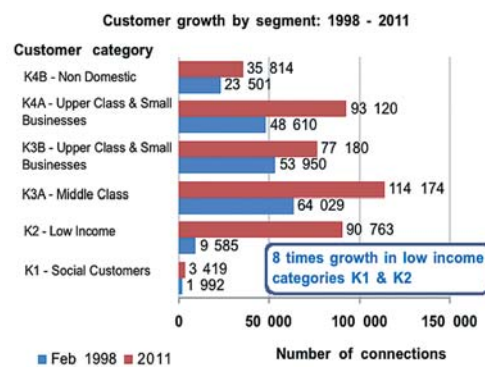 Customer growth by segment: 1998 - 2011
Customer category
K4B - Non Domestic
35 814
23 501
K4A - Upper Class & Small
Businesses
93 120
48 610
K3B - Upper Class & Small
Businesses
77 180
53 950
K3A - Middle Class
114 174
64 029
K2 - Low Income
90 763
9 585
8 times growth in low income
categories K1 & K2
K1 - Social Customers
3 419
1 992
0
50 000
100 000
150 000
Feb 1998
2011
Number of connections